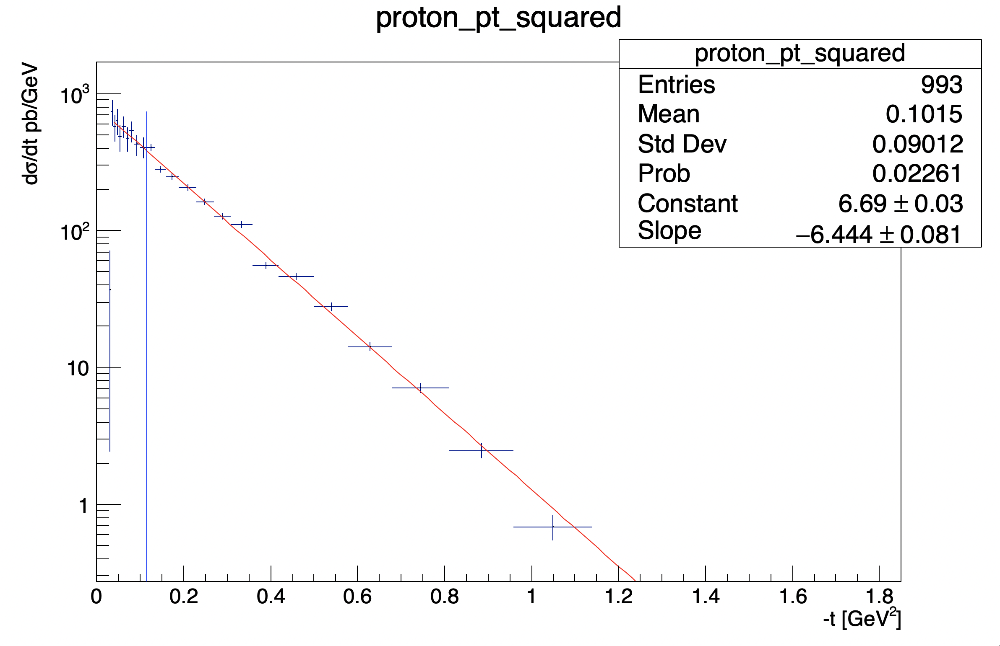 proton_pt_squared
proton_pt_squared
Entries 993
Mean 0.1015
Std Dev 0.09012
Prob 0.02261
Constant 6.69 ± 0.03
Slope −6.444 ± 0.081
dσ/dt pb/GeV
10³
10²
10
1
0 0.2 0.4 0.6 0.8 1 1.2 1.4 1.6 1.8
-t [GeV²]